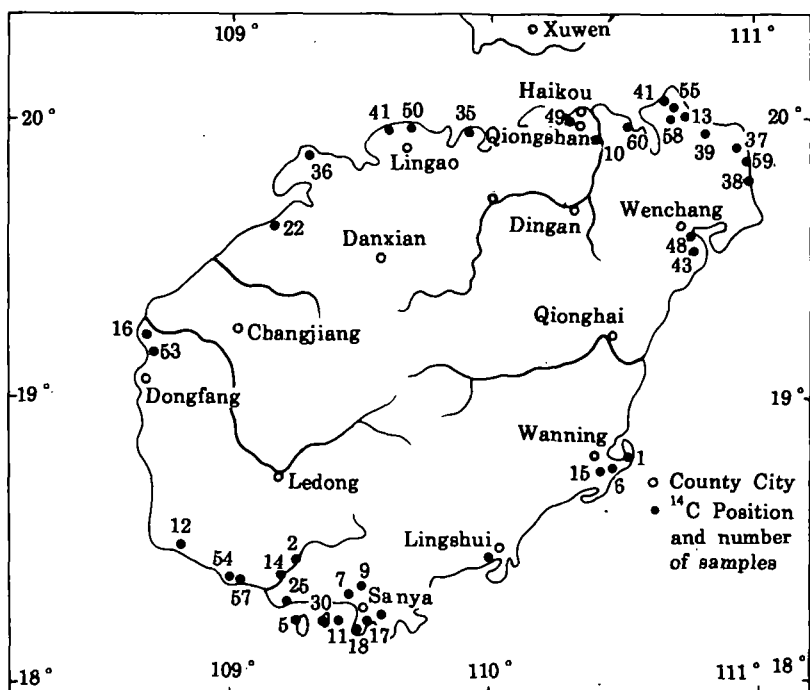 109° 111°
Xuwen
20° Haikou 41 55 20°
41 50 35 49 Qiongshan 10 60 58 13 39 37 59 38
36 Lingao
22 Danxian Dingan Wenchang 48 43
16 53 Changjiang Qionghai
19° Dongfang 19°
Wanning 1
15 6
Ledong
County City
¹⁴C Position
and number
of samples
12 Lingshui
54 57 14 2 25 7 9 Sanya
5 30 11 18 17
18° 109° 110° 111° 18°